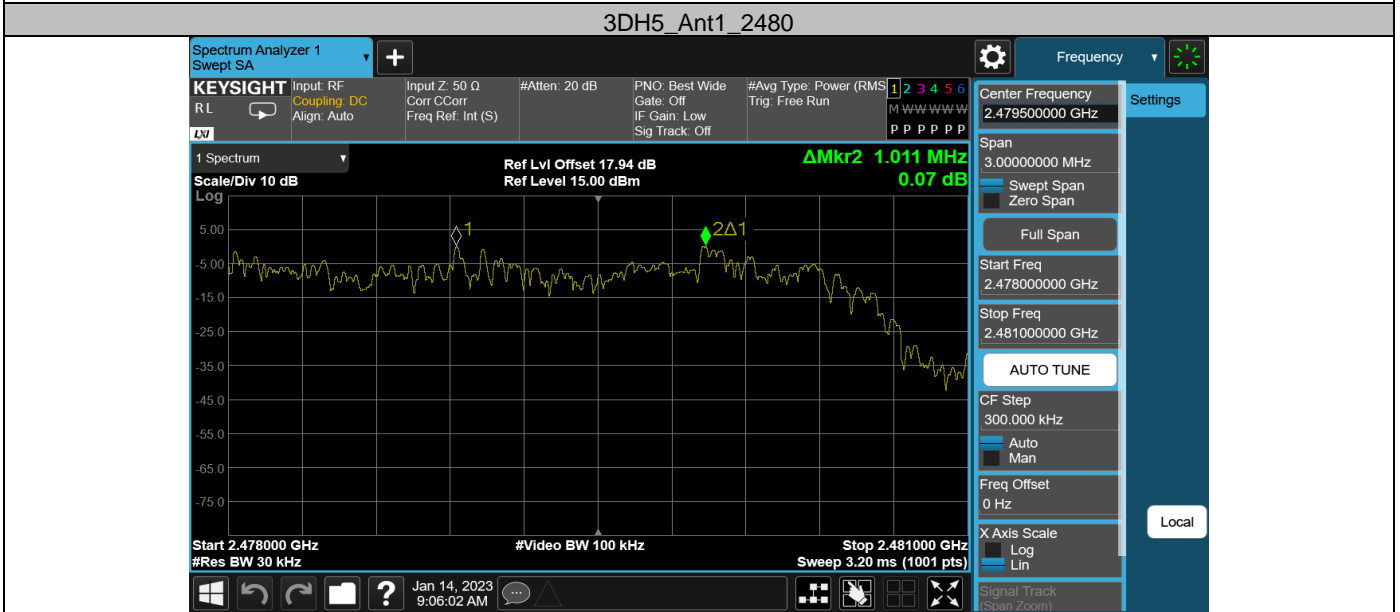 3DH5_Ant1_2480
Spectrum Analyzer 1
Swept SA
Frequency
KEYSIGHT
RL
LXI
Input: RF
Coupling: DC
Align: Auto
Input Z: 50 Ω
Corr CCorr
Freq Ref: Int (S)
#Atten: 20 dB
PNO: Best Wide
Gate: Off
IF Gain: Low
Sig Track: Off
#Avg Type: Power (RMS
Trig: Free Run
1 2 3 4 5 6
M W W W W W
P P P P P P
1 Spectrum
Scale/Div 10 dB
Log
Ref Lvl Offset 17.94 dB
Ref Level 15.00 dBm
ΔMkr2 1.011 MHz
0.07 dB
1
2Δ1
5.00
-5.00
-15.0
-25.0
-35.0
-45.0
-55.0
-65.0
-75.0
Start 2.478000 GHz
#Res BW 30 kHz
#Video BW 100 kHz
Stop 2.481000 GHz
Sweep 3.20 ms (1001 pts)
?
Jan 14, 2023
9:06:02 AM
Center Frequency
2.479500000 GHz
Span
3.00000000 MHz
Swept Span
Zero Span
Full Span
Start Freq
2.478000000 GHz
Stop Freq
2.481000000 GHz
AUTO TUNE
CF Step
300.000 kHz
Auto
Man
Freq Offset
0 Hz
X Axis Scale
Log
Lin
Signal Track
(Span Zoom)
Settings
Local